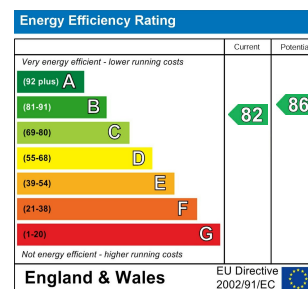 Energy Efficiency Rating
Current Potentia
Very energy efficient - lower running costs
(92 plus) A
(81-91) B
(69-80) C
(55-68) D
(39-54) E
(21-38) F
(1-20) G
82
86
Not energy efficient - higher running costs
England & Wales
EU Directive
2002/91/EC